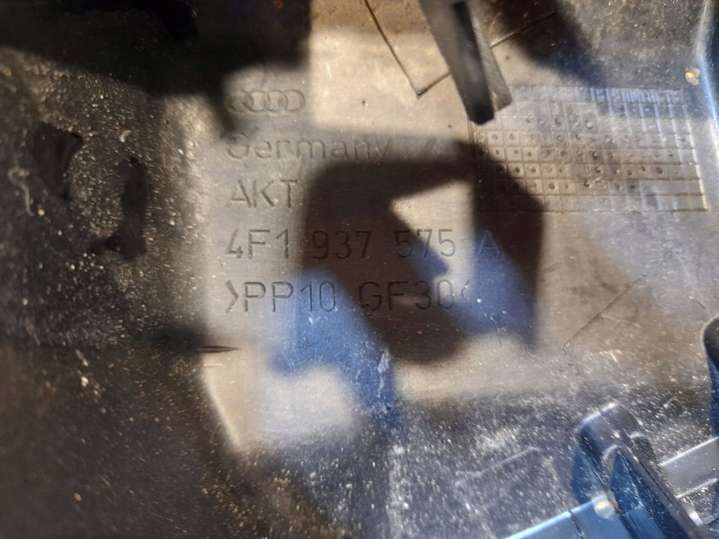 Germany
AKT
4F1 937 575 A
>PP10 GF30<